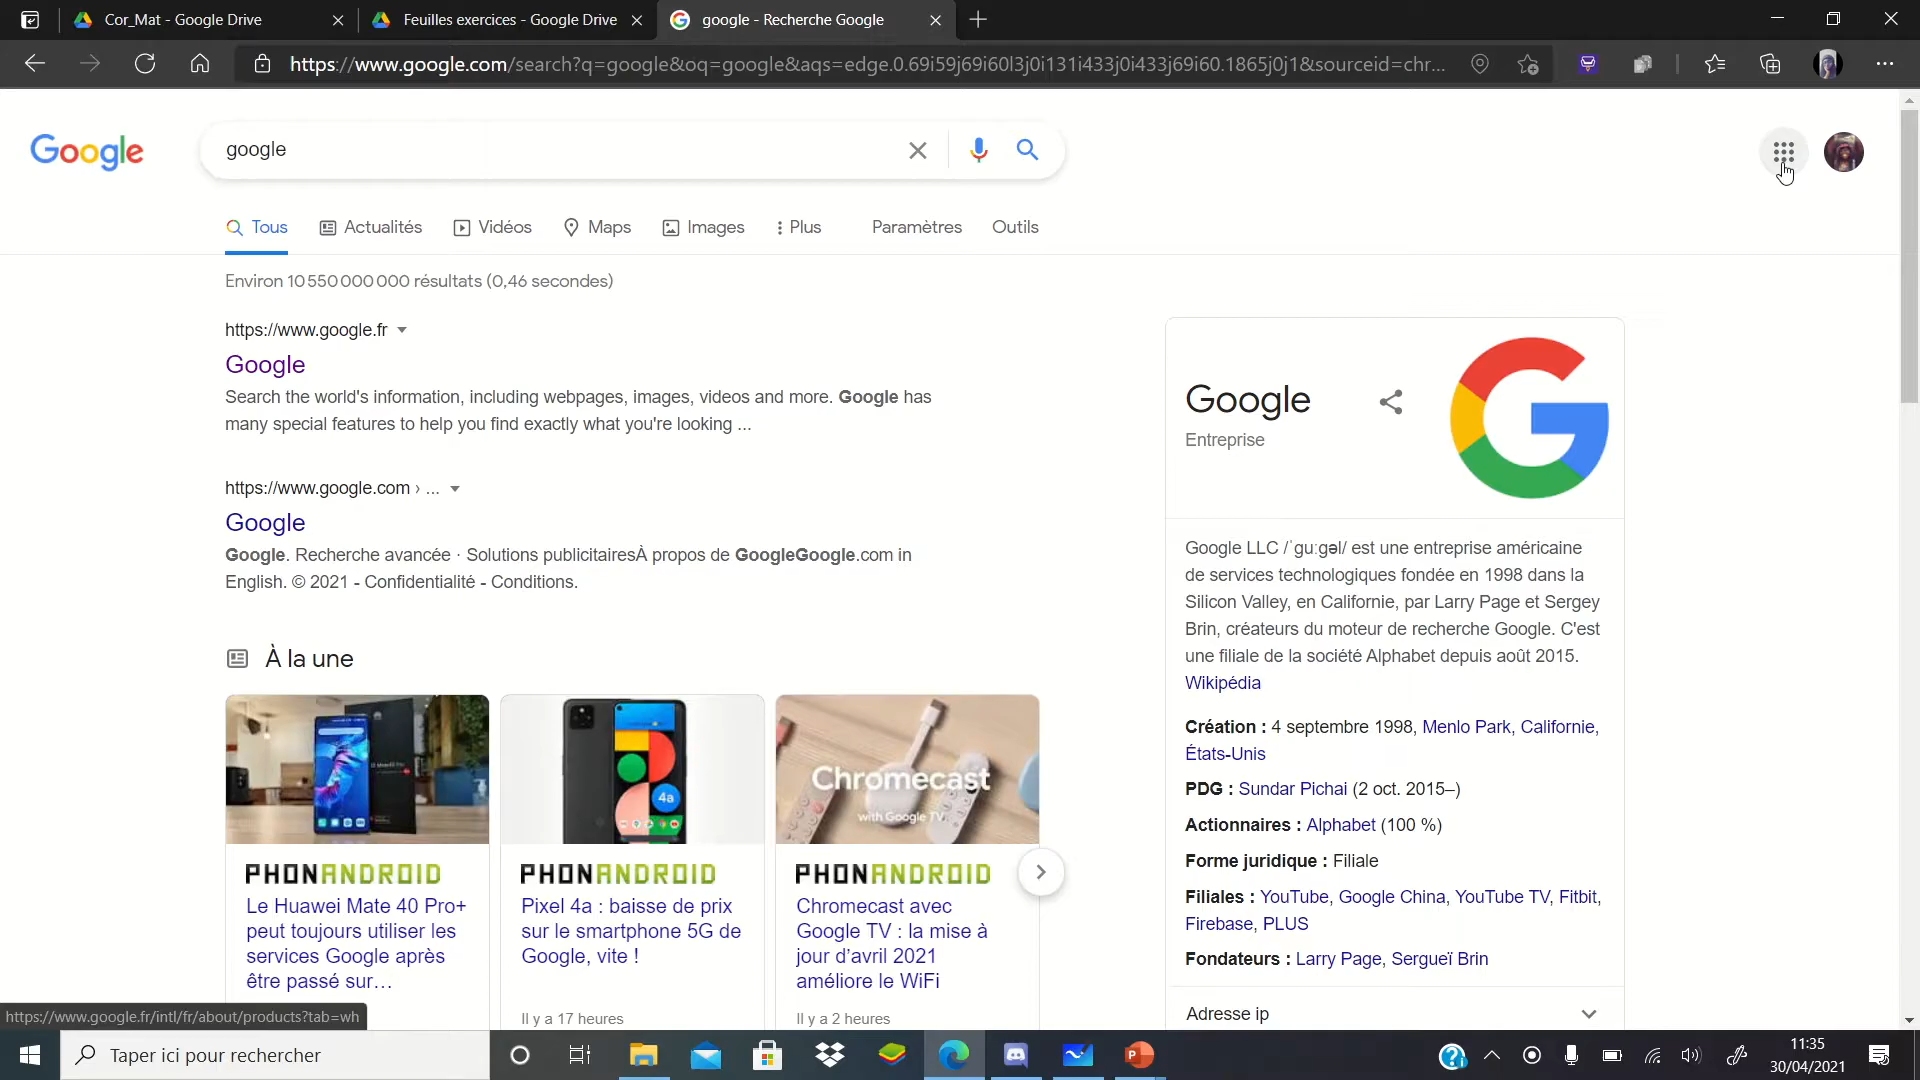 Cor_Mat - Google Drive
Feuilles exercices - Google Drive
google - Recherche Google
https://www.google.com/search?q=google&oq=google&aqs=edge.0.69i59j69i60l3j0i131i433j0i433j69i60.1865j0j1&sourceid=chr...
Google
google
Tous
Actualités
Vidéos
Maps
Images
Plus
Paramètres
Outils
Environ 10 550 000 000 résultats (0,46 secondes)
https://www.google.fr
Google
Search the world's information, including webpages, images, videos and more. Google has
many special features to help you find exactly what you're looking ...
https://www.google.com › ...
Google
Google. Recherche avancée · Solutions publicitairesÀ propos de GoogleGoogle.com in
English. © 2021 - Confidentialité - Conditions.
À la une
4a
Chromecast
with Google TV
PHONANDROID
Le Huawei Mate 40 Pro+
peut toujours utiliser les
services Google après
être passé sur...
PHONANDROID
Pixel 4a : baisse de prix
sur le smartphone 5G de
Google, vite !
Il y a 17 heures
PHONANDROID
Chromecast avec
Google TV : la mise à
jour d'avril 2021
améliore le WiFi
Il y a 2 heures
Google
Entreprise
Google LLC /ˈguːgəl/ est une entreprise américaine
de services technologiques fondée en 1998 dans la
Silicon Valley, en Californie, par Larry Page et Sergey
Brin, créateurs du moteur de recherche Google. C'est
une filiale de la société Alphabet depuis août 2015.
Wikipédia
Création : 4 septembre 1998, Menlo Park, Californie,
États-Unis
PDG : Sundar Pichai (2 oct. 2015–)
Actionnaires : Alphabet (100 %)
Forme juridique : Filiale
Filiales : YouTube, Google China, YouTube TV, Fitbit,
Firebase, PLUS
Fondateurs : Larry Page, Sergueï Brin
Adresse ip
https://www.google.fr/intl/fr/about/products?tab=wh
Taper ici pour rechercher
11:35
30/04/2021